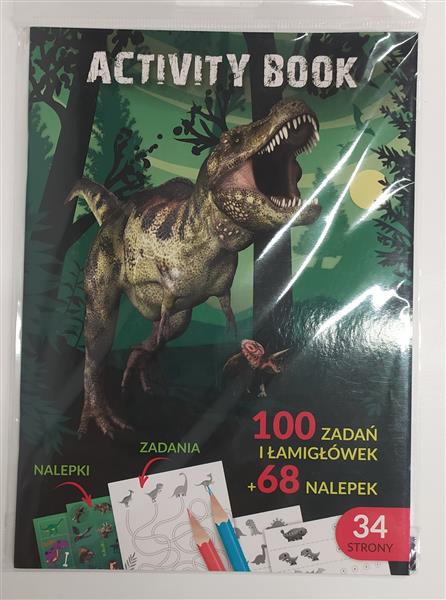 ACTIVITY BOOK
100 ZADAŃ
I ŁAMIGŁÓWEK
+68 NALEPEK
ZADANIA
NALEPKI
34
STRONY